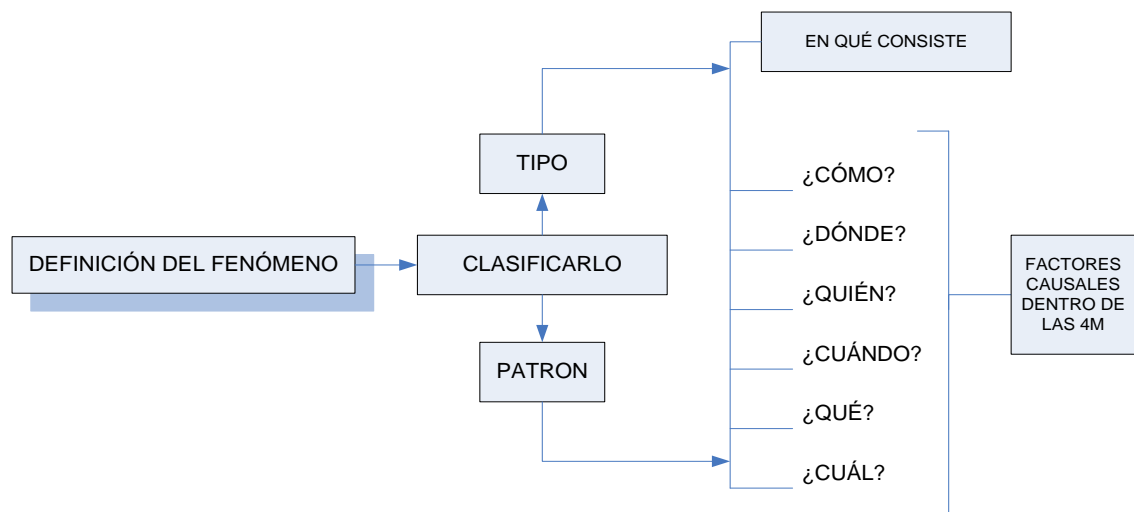 EN QUÉ CONSISTE
TIPO
¿CÓMO?
¿DÓNDE?
DEFINICIÓN DEL FENÓMENO
CLASIFICARLO
¿QUIÉN?
FACTORES
CAUSALES
DENTRO DE
LAS 4M
¿CUÁNDO?
PATRON
¿QUÉ?
¿CUÁL?